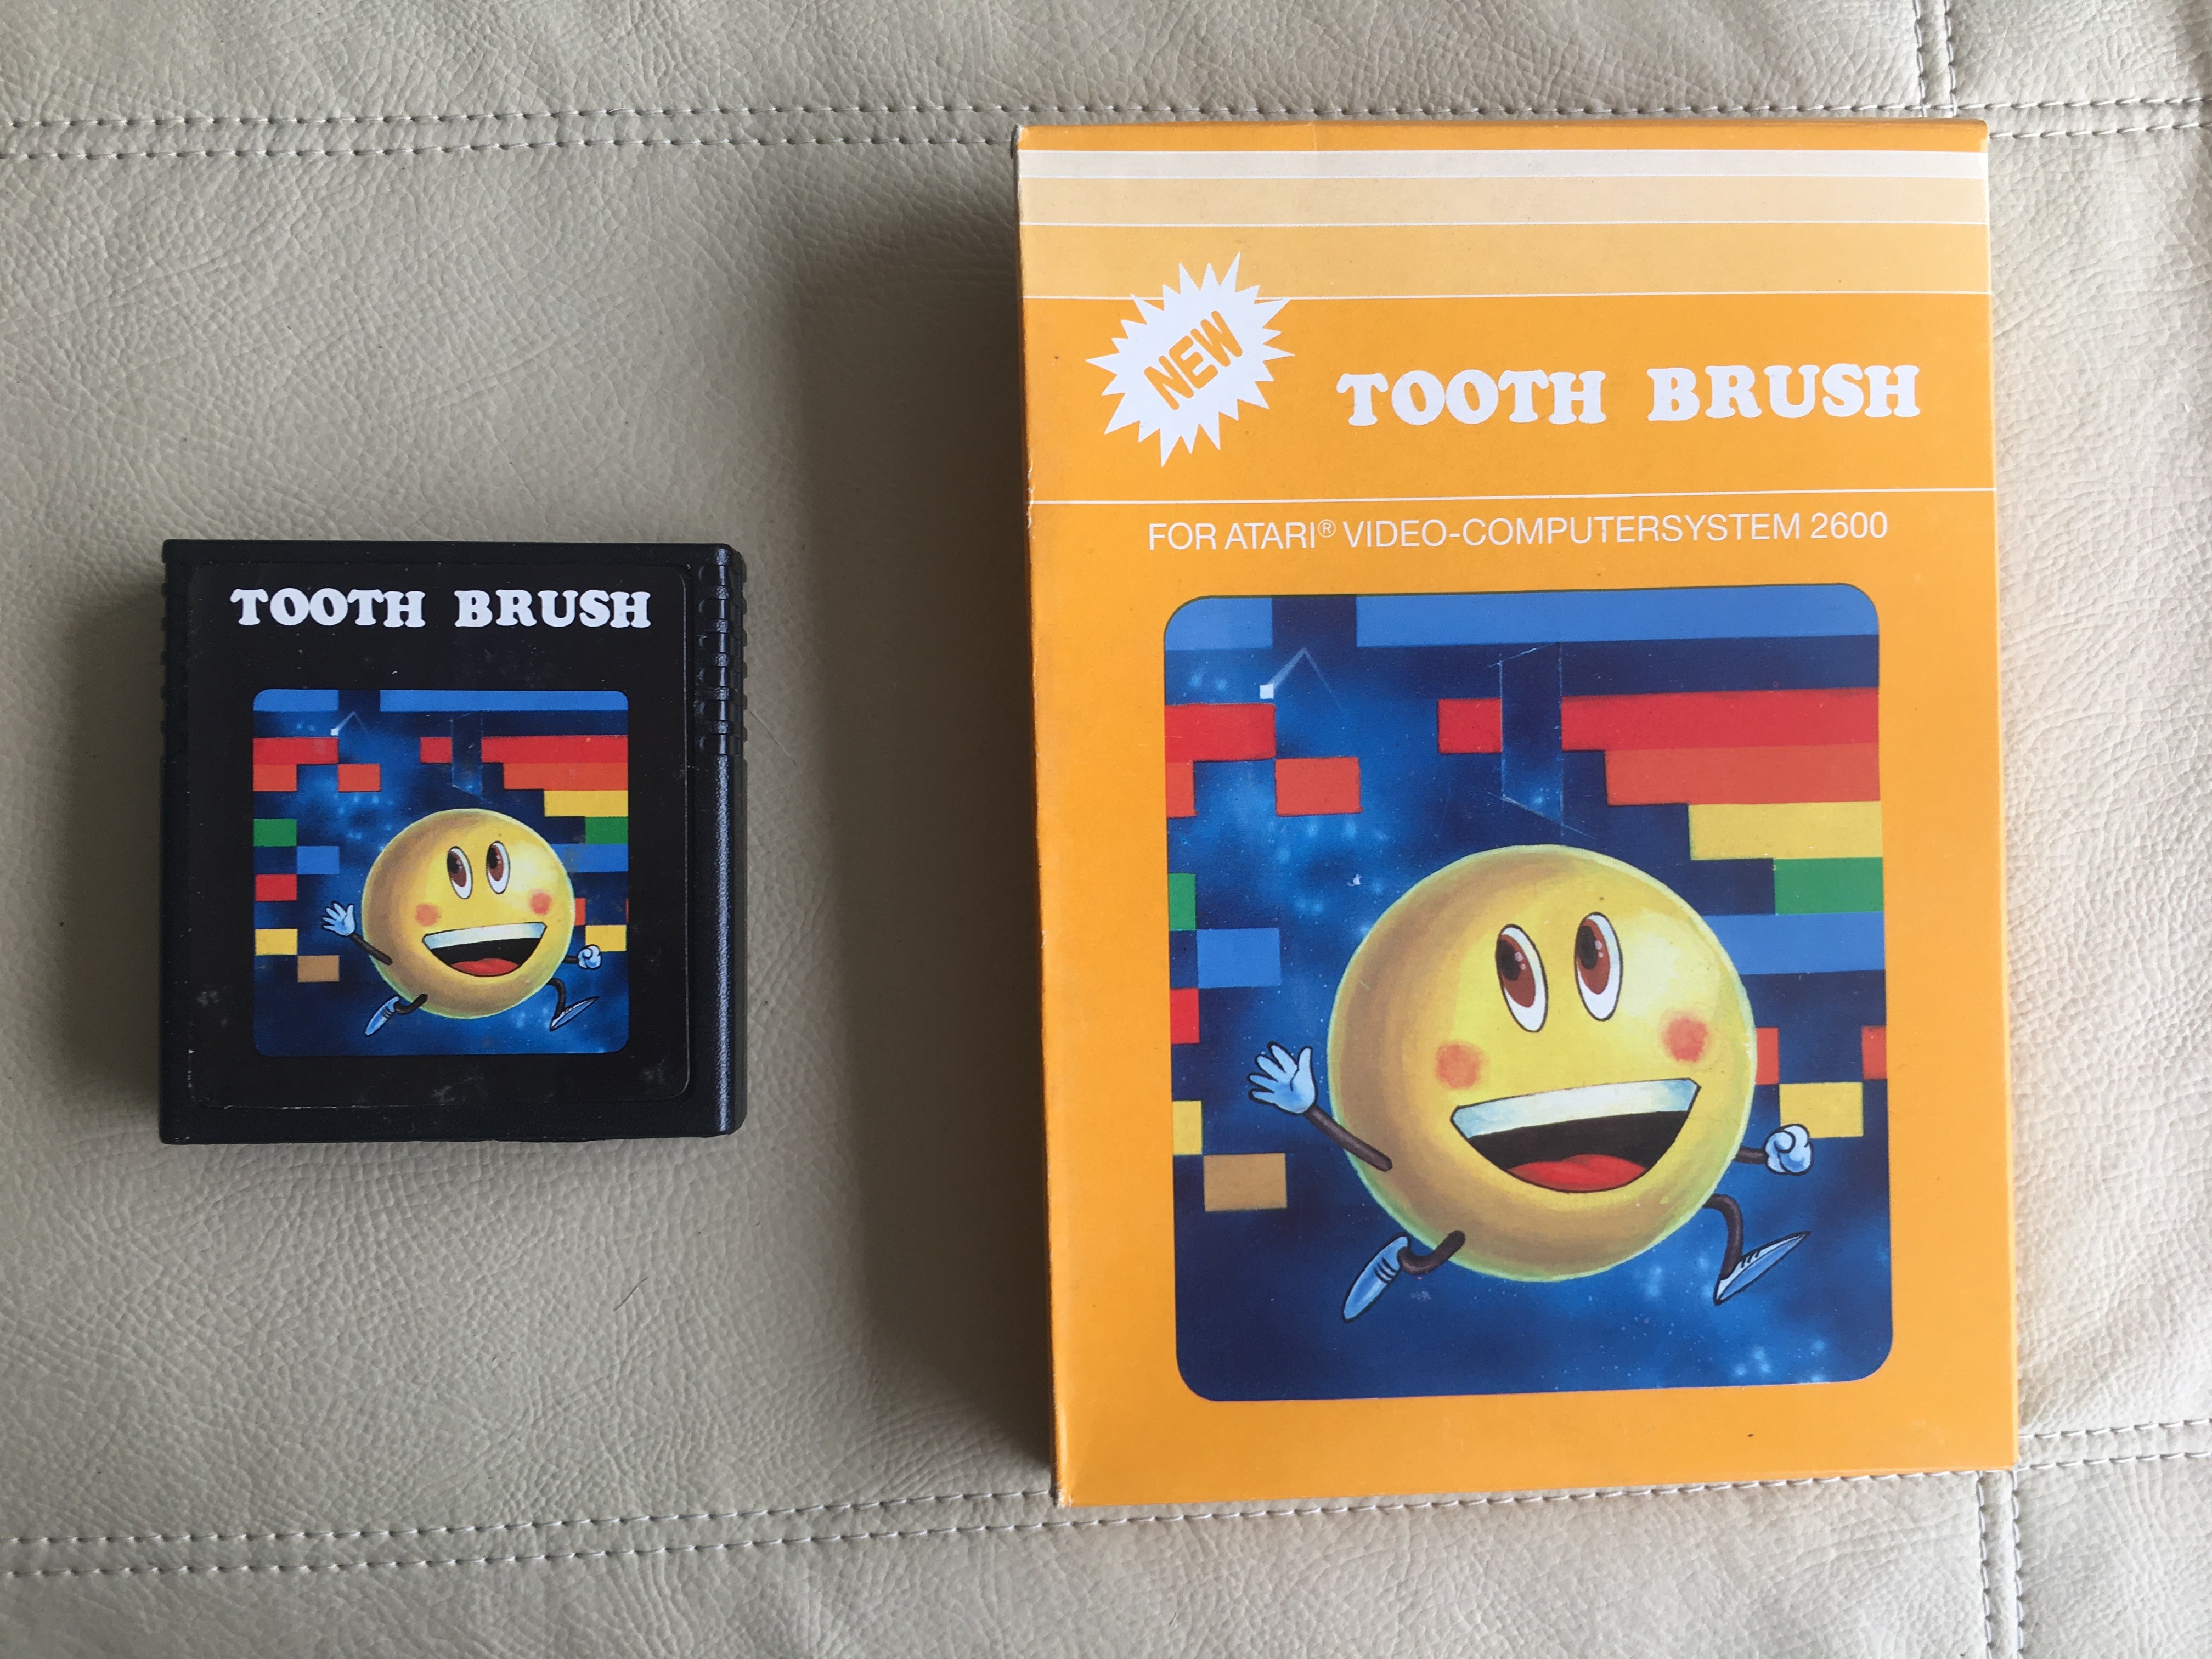 TOOTH BRUSH
NEW
TOOTH BRUSH
FOR ATARI® VIDEO-COMPUTERSYSTEM 2600